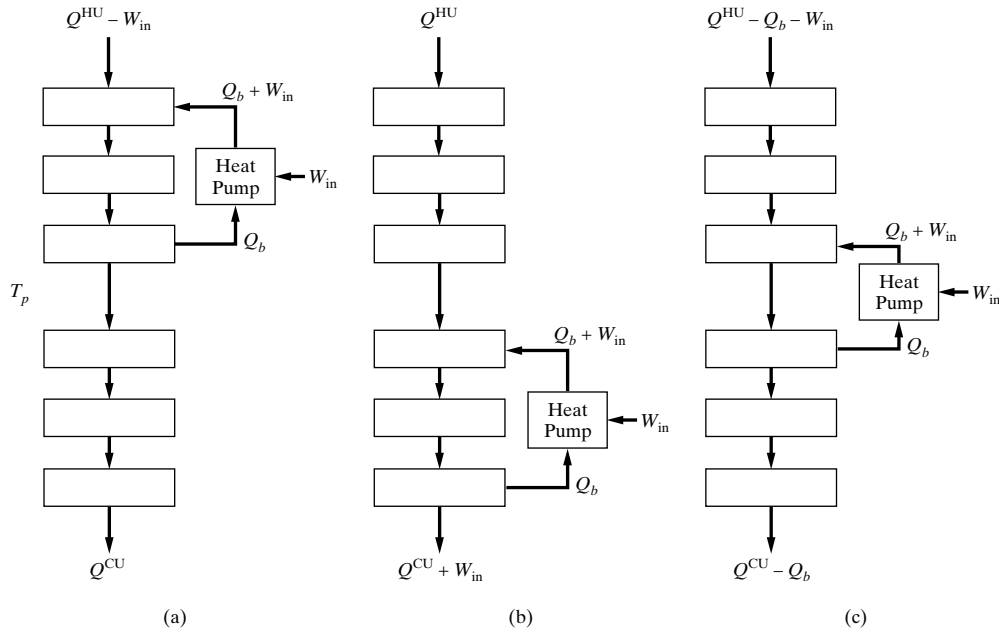 Q^HU – W_in
Q_b + W_in
Heat
Pump
W_in
Q_b
T_p
Q^CU
(a)
Q^HU
Q_b + W_in
Heat
Pump
W_in
Q_b
Q^CU + W_in
(b)
Q^HU – Q_b – W_in
Q_b + W_in
Heat
Pump
W_in
Q_b
Q^CU – Q_b
(c)